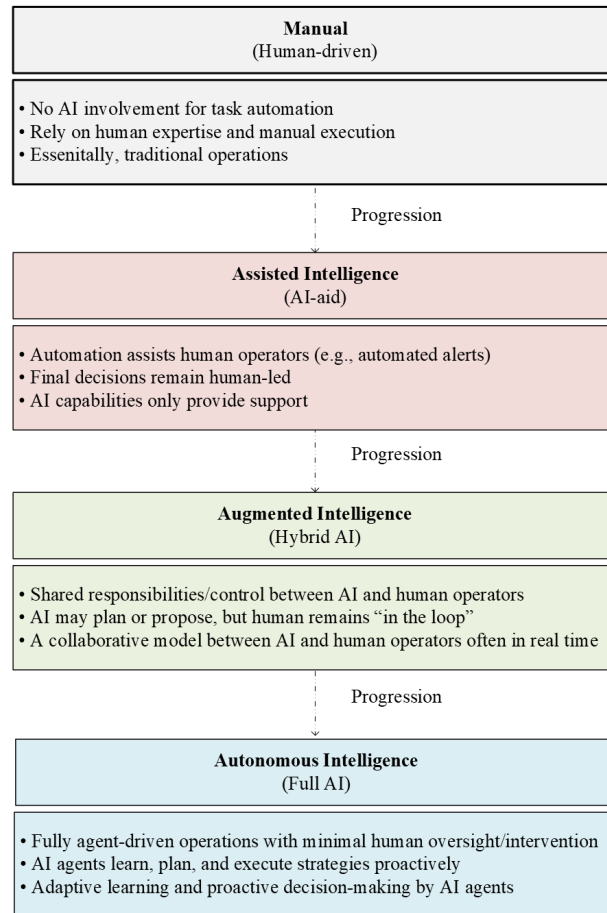 Manual
(Human-driven)
• No AI involvement for task automation
• Rely on human expertise and manual execution
• Essenitally, traditional operations
Progression
Assisted Intelligence
(AI-aid)
• Automation assists human operators (e.g., automated alerts)
• Final decisions remain human-led
• AI capabilities only provide support
Progression
Augmented Intelligence
(Hybrid AI)
• Shared responsibilities/control between AI and human operators
• AI may plan or propose, but human remains “in the loop”
• A collaborative model between AI and human operators often in real time
Progression
Autonomous Intelligence
(Full AI)
• Fully agent-driven operations with minimal human oversight/intervention
• AI agents learn, plan, and execute strategies proactively
• Adaptive learning and proactive decision-making by AI agents